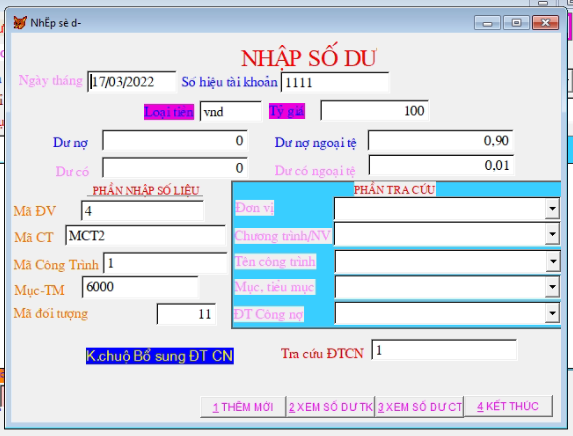 NhËp sè d-
NHẬP SỐ DƯ
Ngày tháng 17/03/2022 Số hiệu tài khoản 1111
Loại tiền vnd Tỷ giá 100
Dư nợ 0 Dư nợ ngoại tệ 0,90
Dư có 0 Dư có ngoại tệ 0,01
PHẦN NHẬP SỐ LIỆU PHẦN TRA CỨU
Mã ĐV 4 Đơn vị
Mã CT MCT2 Chương trình/NV
Mã Công Trình 1 Tên công trình
Mục-TM 6000 Mục, tiểu mục
Mã đối tượng 11 ĐT Công nợ
K.chuô Bổ sung ĐT CN Tra cứu ĐTCN 1
1 THÊM MỚI 2 XEM SỐ DƯ TK 3 XEM SỐ DƯ CT 4 KẾT THÚC